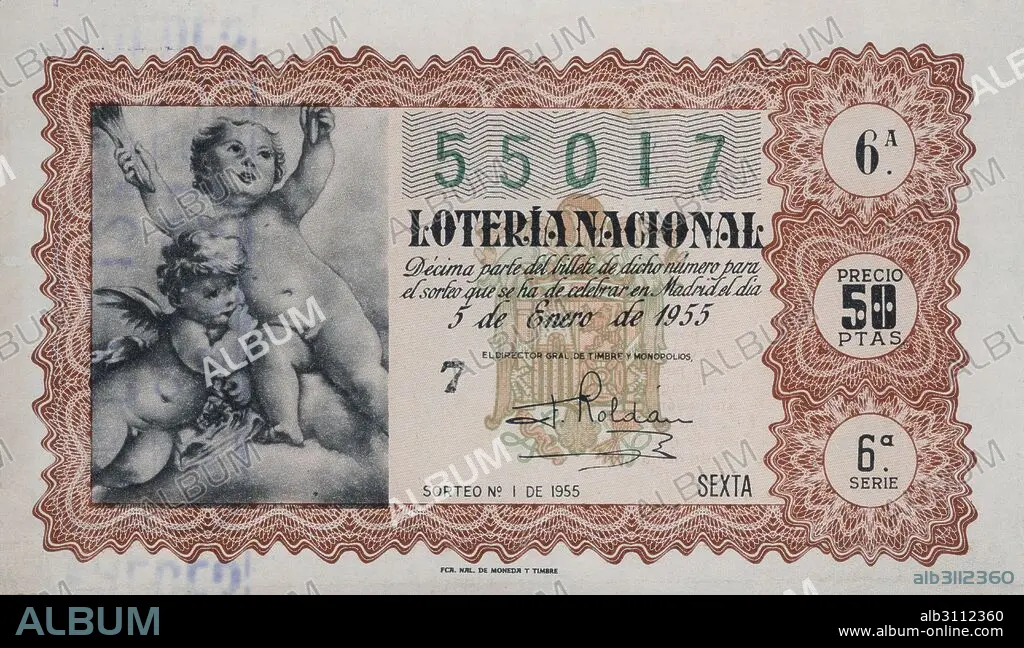 55017
LOTERÍA NACIONAL
Décima parte del billete de dicho número para
el sorteo que se ha de celebrar en Madrid el día
5 de Enero de 1955
EL DIRECTOR GRAL. DE TIMBRE Y MONOPOLIOS,
7
F. Roldán
SORTEO Nº 1 DE 1955
SEXTA
6.A
PRECIO
50
PTAS
6.ª
SERIE
FCA. NAL. DE MONEDA Y TIMBRE
ALBUM
alb3112360
ALBUM
alb3112360
www.album-online.com